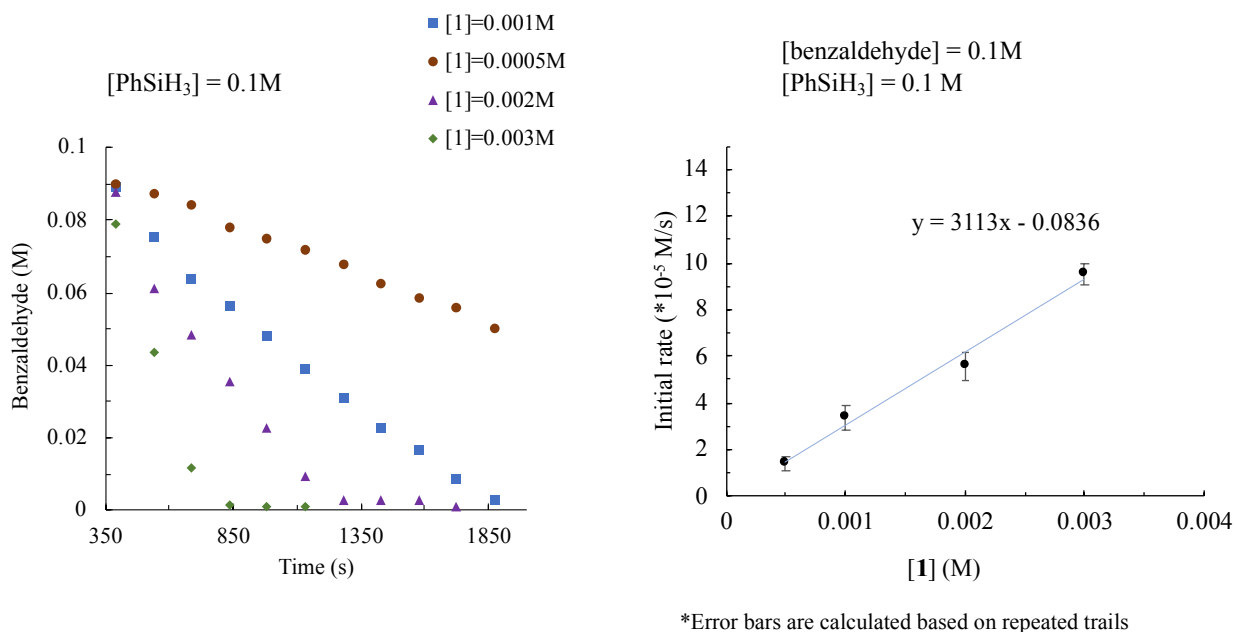 [1]=0.001M
[1]=0.0005M
[1]=0.002M
[1]=0.003M
[PhSiH3] = 0.1M
0.1
0.08
0.06
0.04
0.02
0
350
850
1350
1850
Benzaldehyde (M)
Time (s)
[benzaldehyde] = 0.1M
[PhSiH3] = 0.1 M
14
12
10
8
6
4
2
0
y = 3113x - 0.0836
0
0.001
0.002
0.003
0.004
Initial rate (*10-5 M/s)
[1] (M)
*Error bars are calculated based on repeated trails